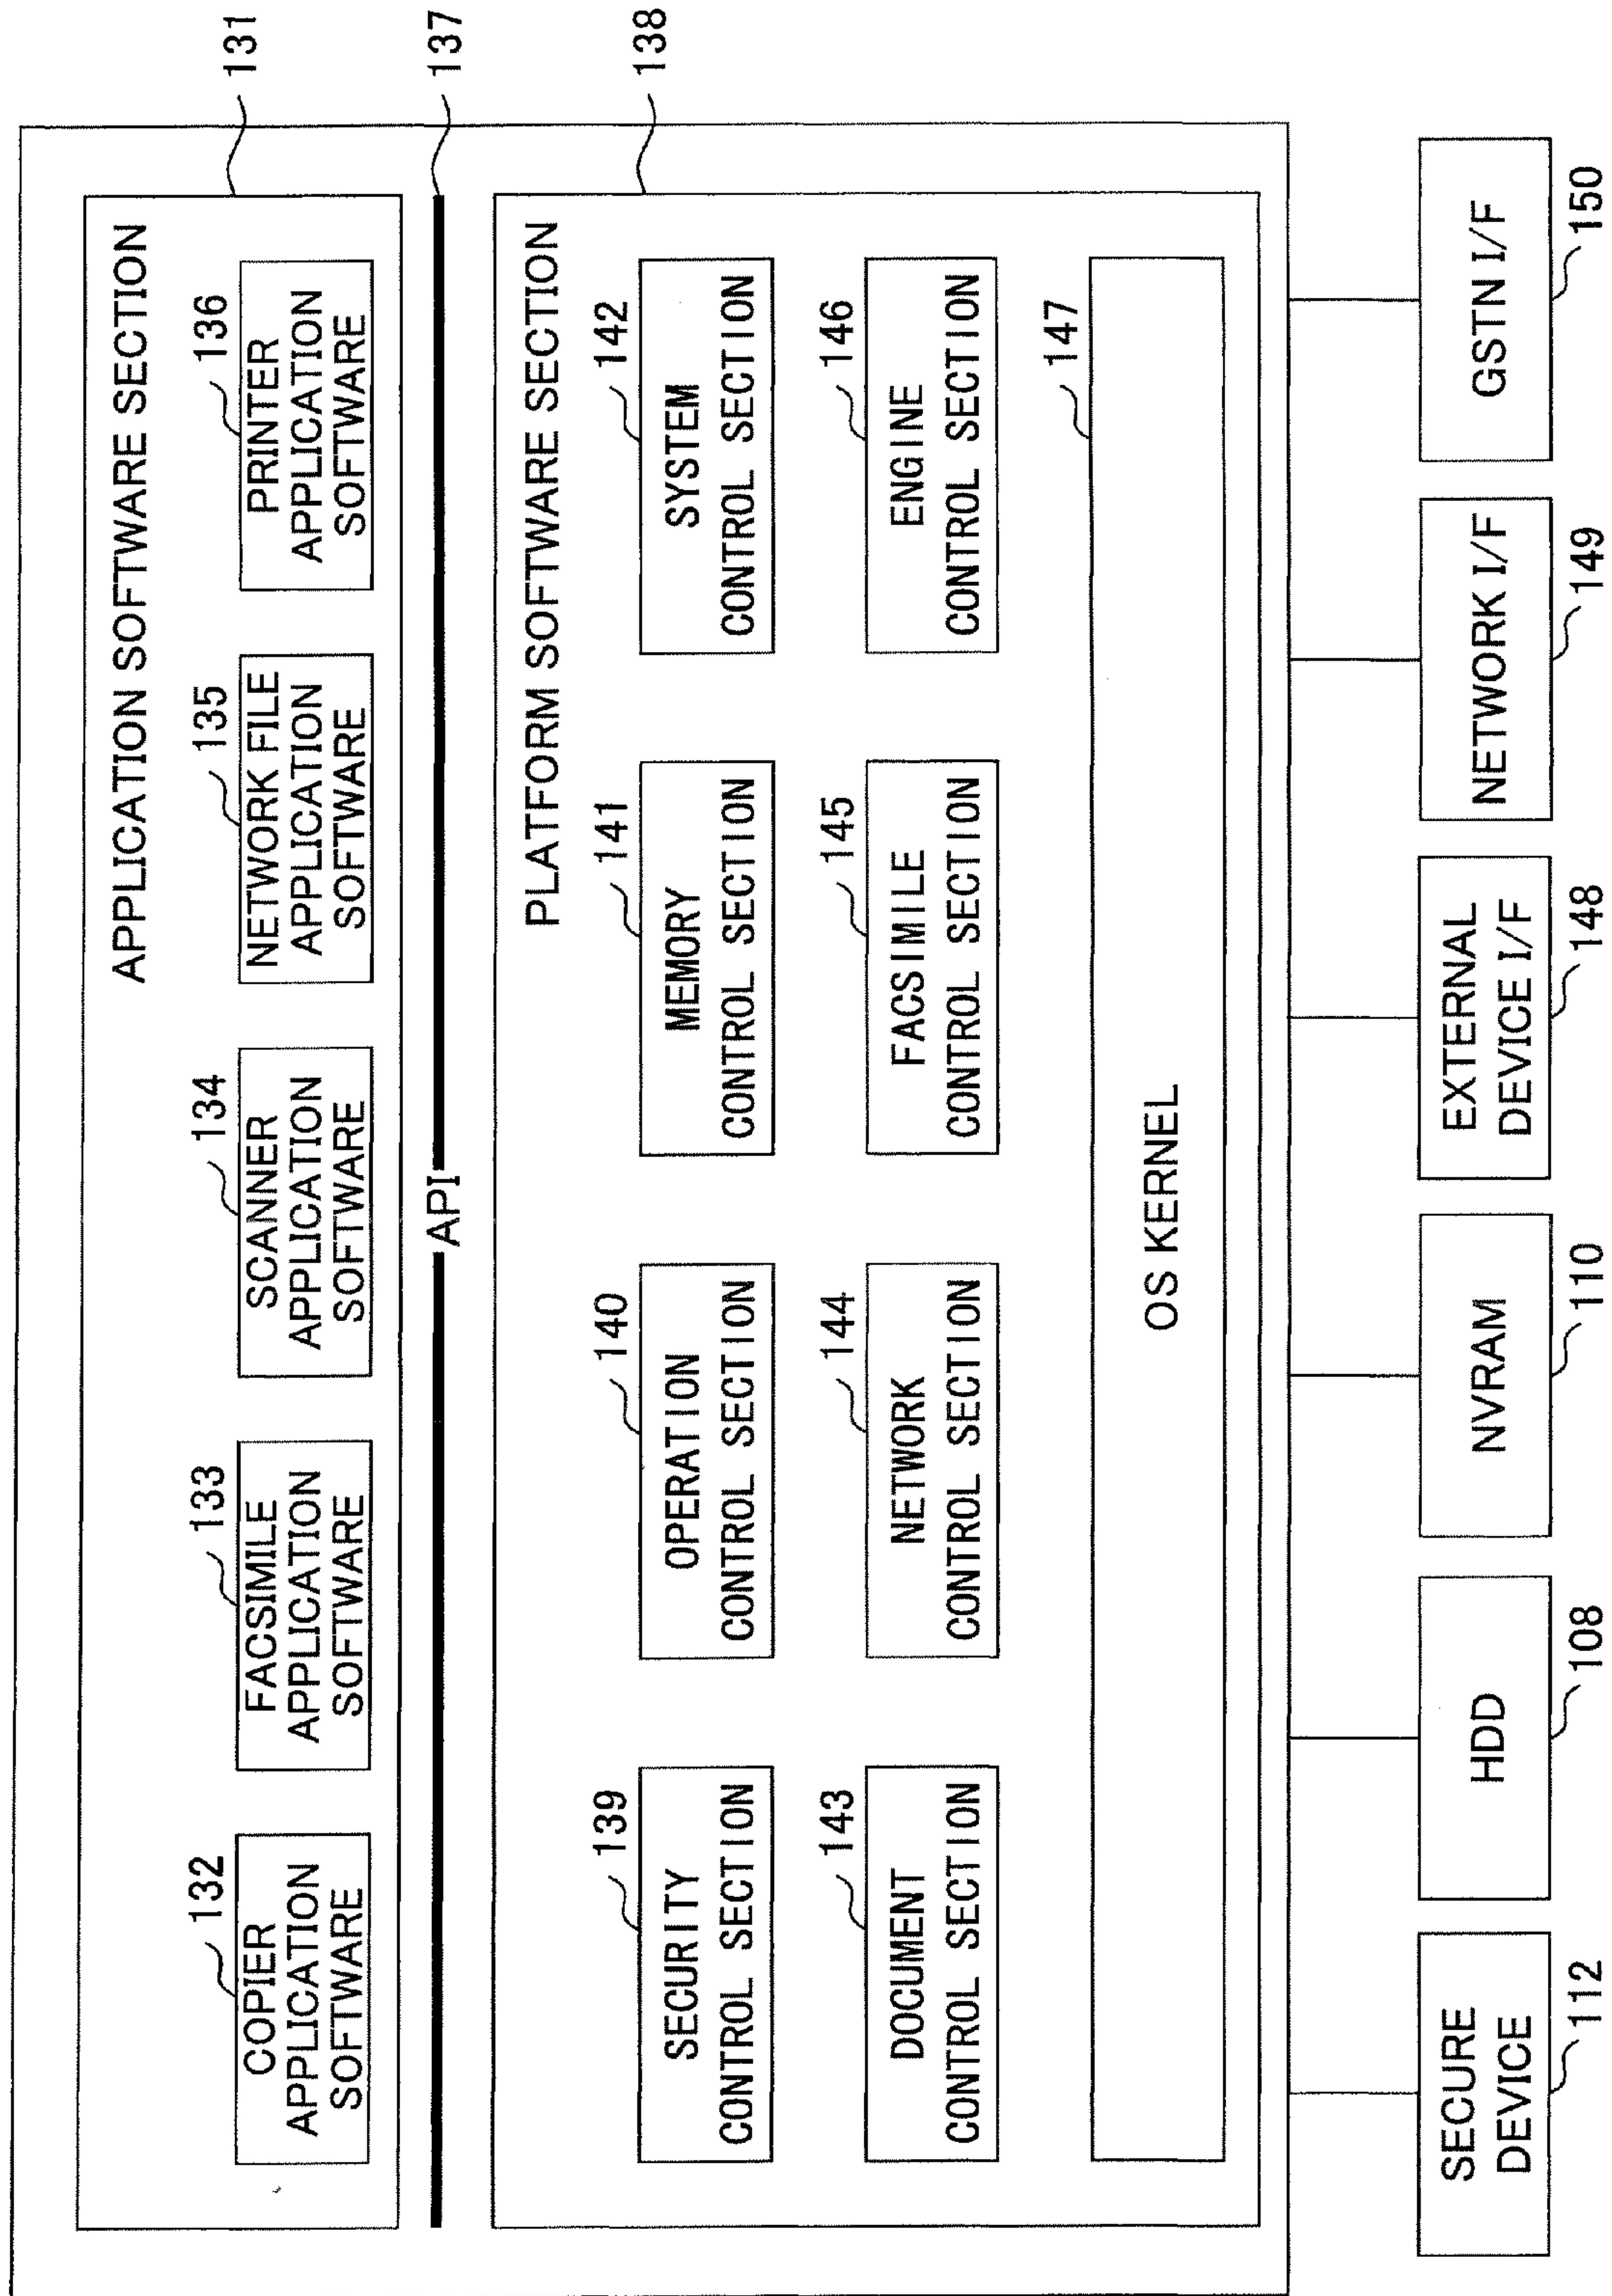 APPLICATION SOFTWARE SECTION
131
132
COPIER
APPLICATION
SOFTWARE
133
FACSIMILE
APPLICATION
SOFTWARE
134
SCANNER
APPLICATION
SOFTWARE
135
NETWORK FILE
APPLICATION
SOFTWARE
136
PRINTER
APPLICATION
SOFTWARE
API
137
PLATFORM SOFTWARE SECTION
138
139
SECURITY
CONTROL SECTION
140
OPERATION
CONTROL SECTION
141
MEMORY
CONTROL SECTION
142
SYSTEM
CONTROL SECTION
143
DOCUMENT
CONTROL SECTION
144
NETWORK
CONTROL SECTION
145
FACSIMILE
CONTROL SECTION
146
ENGINE
CONTROL SECTION
147
OS KERNEL
SECURE
DEVICE
112
HDD
108
NVRAM
110
EXTERNAL
DEVICE I/F
148
NETWORK I/F
149
GSTN I/F
150